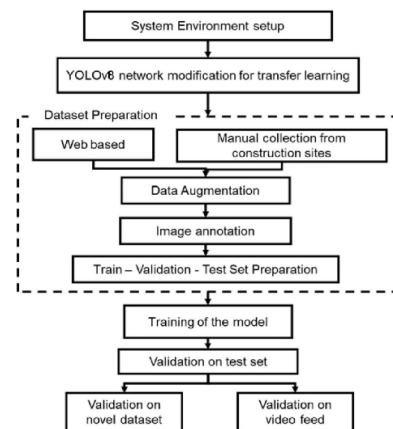 System Environment setup
YOLOv8 network modification for transfer learning
Dataset Preparation
Web based
Manual collection from
construction sites
Data Augmentation
Image annotation
Train – Validation - Test Set Preparation
Training of the model
Validation on test set
Validation on
novel dataset
Validation on
video feed